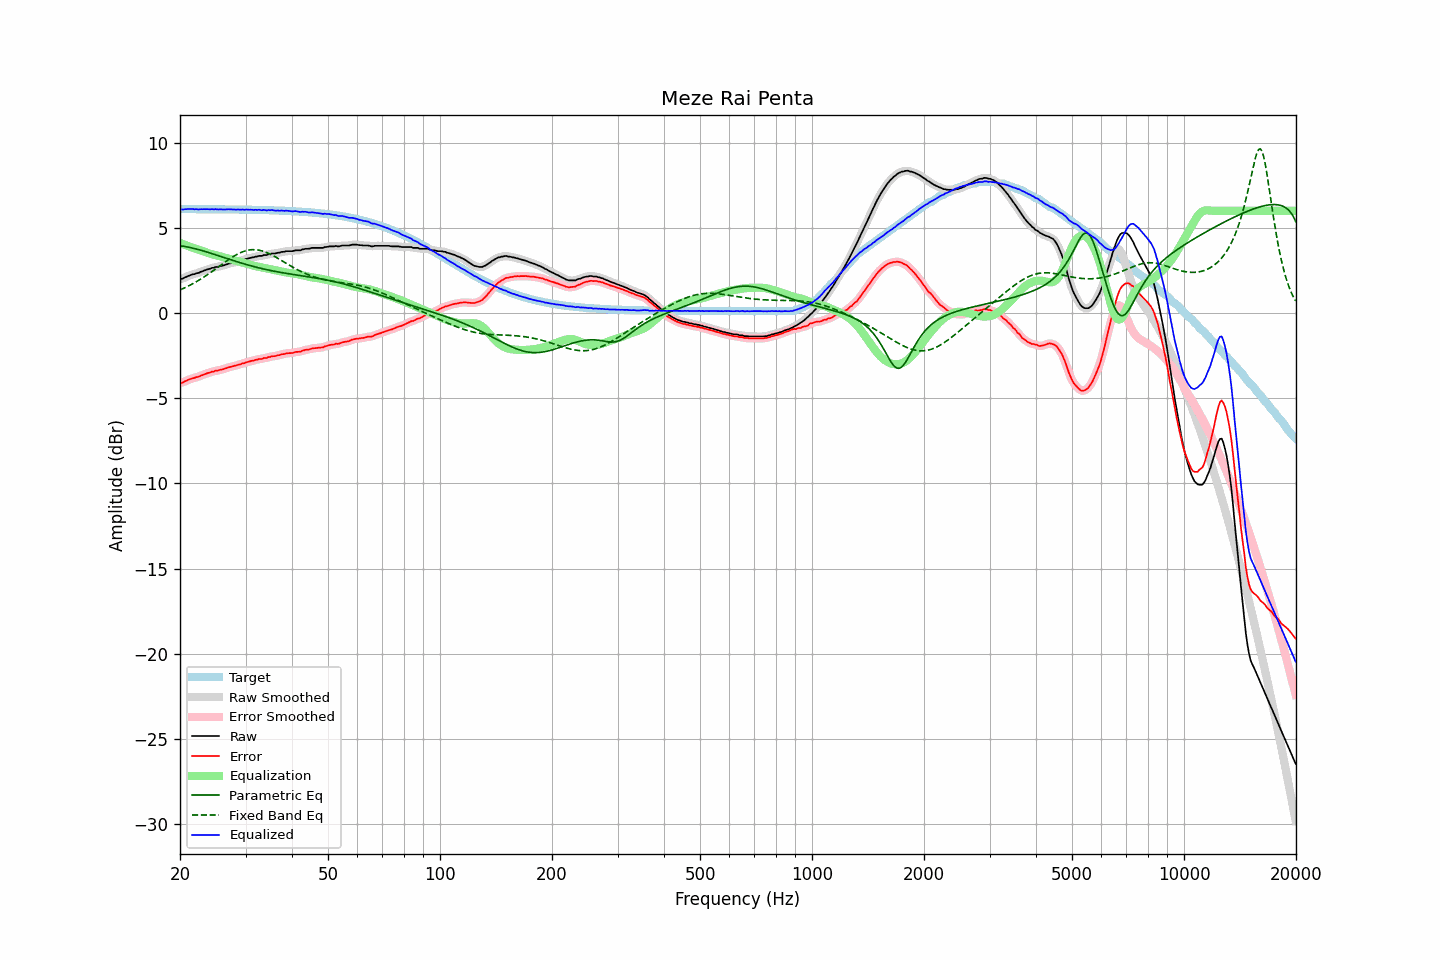 Meze Rai Penta
10
5
0
−5
−10
−15
−20
−25
−30
Amplitude (dBr)
Target
Raw Smoothed
Error Smoothed
Raw
Error
Equalization
Parametric Eq
Fixed Band Eq
Equalized
20 50 100 200 500 1000 2000 5000 10000 20000
Frequency (Hz)